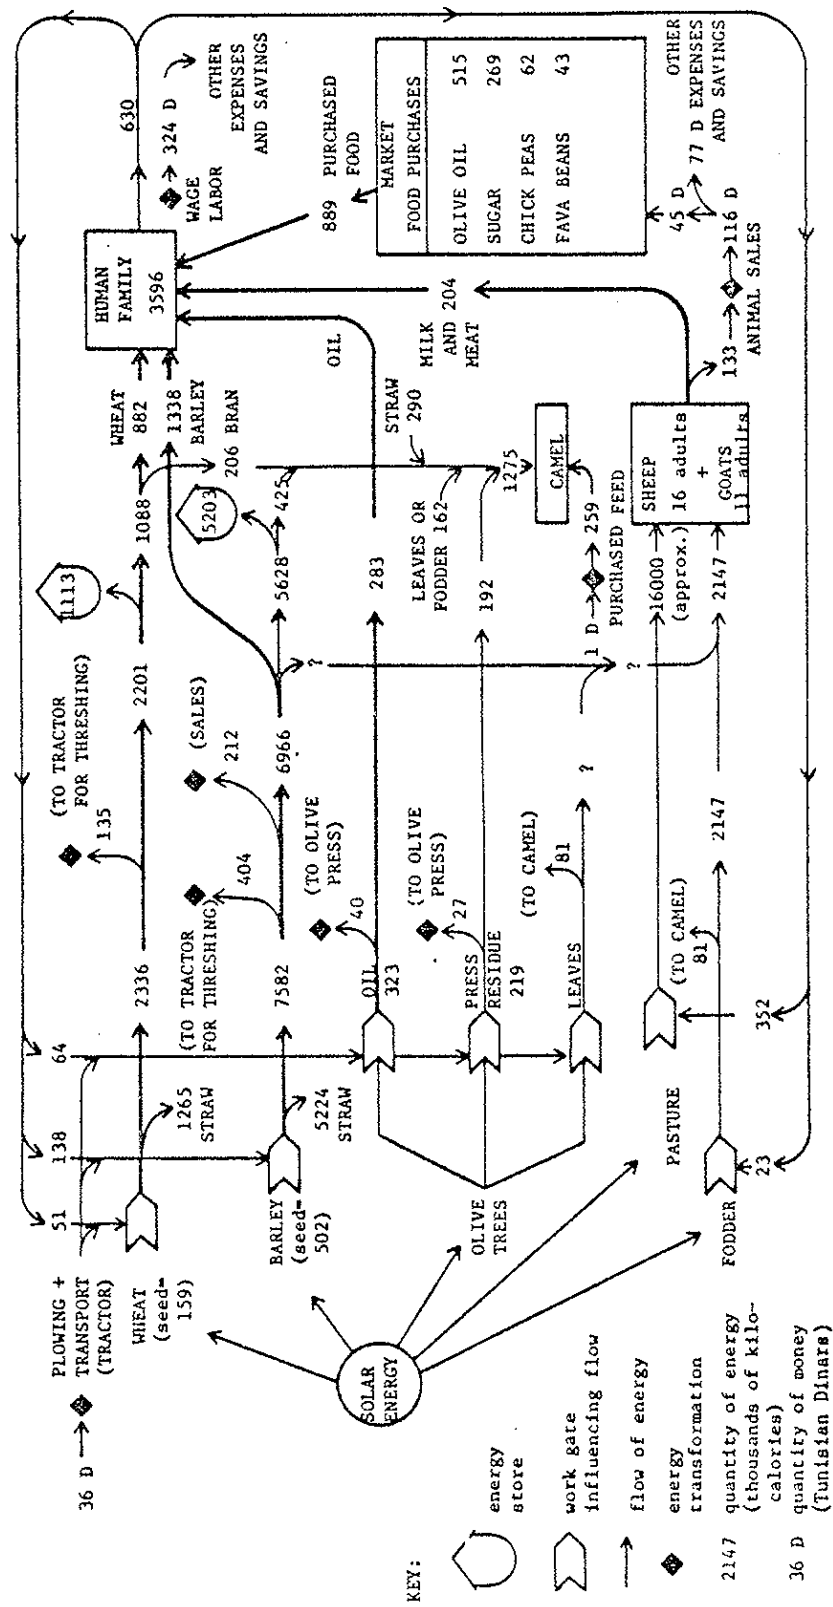 36 D
PLOWING +
TRANSPORT
(TRACTOR)
51
138
64
WHEAT
(seed=
159)
1265
STRAW
2336
135
(TO TRACTOR
FOR THRESHING)
2201
1113
1088
WHEAT
882
206 BRAN
BARLEY
(seed=
502)
5224
STRAW
7582
(TO TRACTOR
FOR THRESHING)
404
(SALES)
212
6966
?
5628
5203
425
1338
BARLEY
HUMAN
FAMILY
3596
630
324 D
WAGE
LABOR
OTHER
EXPENSES
AND SAVINGS
SOLAR
ENERGY
OLIVE
TREES
OIL
323
40
(TO OLIVE
PRESS)
283
OIL
PRESS
RESIDUE
219
27
(TO OLIVE
PRESS)
192
LEAVES OR
FODDER 162
STRAW
290
1275
CAMEL
LEAVES
81
(TO CAMEL)
?
1 D
259
PURCHASED FEED
?
MILK
AND
MEAT
204
889 PURCHASED
FOOD
MARKET
FOOD PURCHASES
OLIVE OIL 515
SUGAR 269
CHICK PEAS 62
FAVA BEANS 43
PASTURE
352
16000
(approx.)
FODDER
23
81
(TO CAMEL)
2147
2147
SHEEP
16 adults
+
GOATS
11 adults
133
116 D
ANIMAL SALES
45 D
77 D
OTHER
EXPENSES
AND SAVINGS
KEY:
energy
store
work gate
influencing flow
flow of energy
energy
transformation
2147 quantity of energy
(thousands of kilo-
calories)
36 D quantity of money
(Tunisian Dinars)